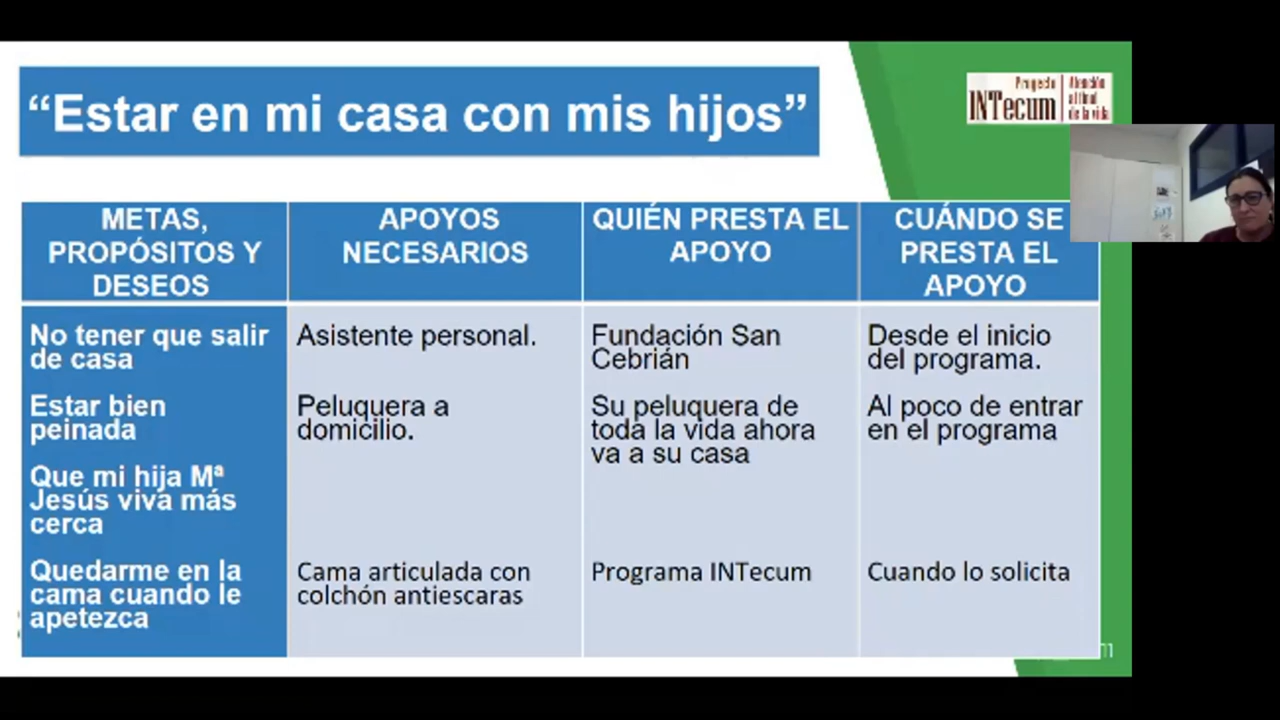 “Estar en mi casa con mis hijos”
Proyecto
INTecum
Atención
al final
de la vida
METAS,
PROPÓSITOS Y
DESEOS
APOYOS
NECESARIOS
QUIÉN PRESTA EL
APOYO
CUÁNDO SE
PRESTA EL
APOYO
No tener que salir
de casa
Asistente personal.
Fundación San
Cebrián
Desde el inicio
del programa.
Estar bien
peinada
Peluquera a
domicilio.
Su peluquera de
toda la vida ahora
va a su casa
Al poco de entrar
en el programa
Que mi hija Mª
Jesús viva más
cerca
Quedarme en la
cama cuando le
apetezca
Cama articulada con
colchón antiescaras
Programa INTecum
Cuando lo solicita
11